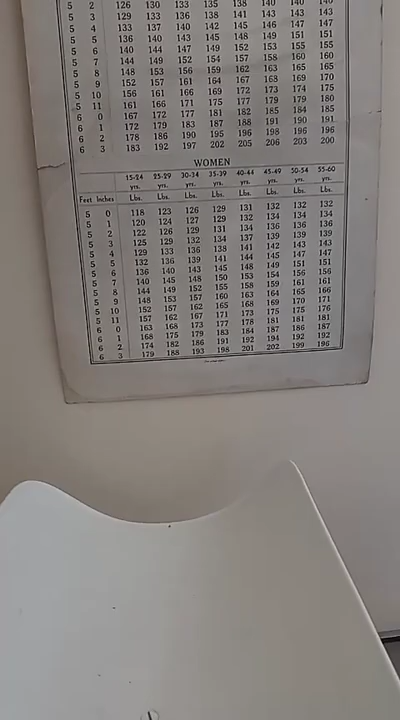 5 2 126 130 133 135 138 140 140 140
5 3 129 133 136 138 141 143 143 143
5 4 133 137 140 142 145 146 147 147
5 5 136 140 143 145 148 149 151 151
5 6 140 144 147 149 152 153 155 155
5 7 144 149 152 154 157 158 160 160
5 8 148 153 156 159 162 163 165 165
5 9 152 157 161 164 167 168 169 170
5 10 156 161 166 169 172 173 174 175
5 11 161 166 171 175 177 179 179 180
6 0 167 172 177 181 182 185 184 185
6 1 172 179 183 187 188 191 190 191
6 2 178 186 190 195 196 198 196 196
6 3 183 192 197 202 205 206 203 200
WOMEN
15-24 25-29 30-34 35-39 40-44 45-49 50-54 55-60
yrs. yrs. yrs. yrs. yrs. yrs. yrs. yrs.
Feet Inches Lbs. Lbs. Lbs. Lbs. Lbs. Lbs. Lbs. Lbs.
5 0 118 123 126 129 131 132 132 132
5 1 120 124 127 129 132 134 134 134
5 2 122 126 129 131 134 136 136 136
5 3 125 129 132 134 137 139 139 139
5 4 129 133 136 138 141 142 143 143
5 5 132 136 139 141 144 145 147 147
5 6 136 140 143 145 148 149 151 151
5 7 140 145 148 150 153 154 156 156
5 8 144 149 152 155 158 159 161 161
5 9 148 153 157 160 163 164 165 166
5 10 152 157 162 165 168 169 170 171
5 11 157 162 167 171 173 175 175 176
6 0 163 168 173 177 178 181 181 181
6 1 168 175 179 183 184 187 186 187
6 2 174 182 186 191 192 194 192 192
6 3 179 188 193 198 201 202 199 196